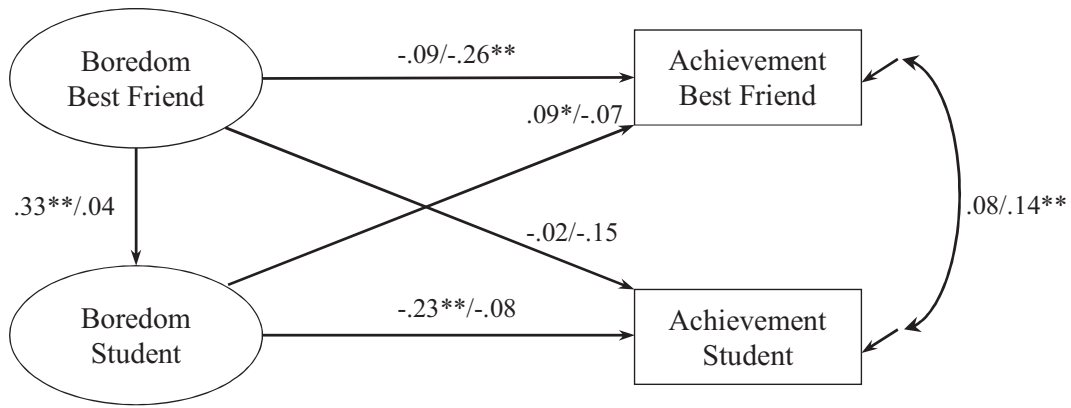 Boredom
Best Friend
-.09/-.26**
Achievement
Best Friend
.09*/-.07
.33**/.04
.08/.14**
-.02/-.15
Boredom
Student
-.23**/-.08
Achievement
Student